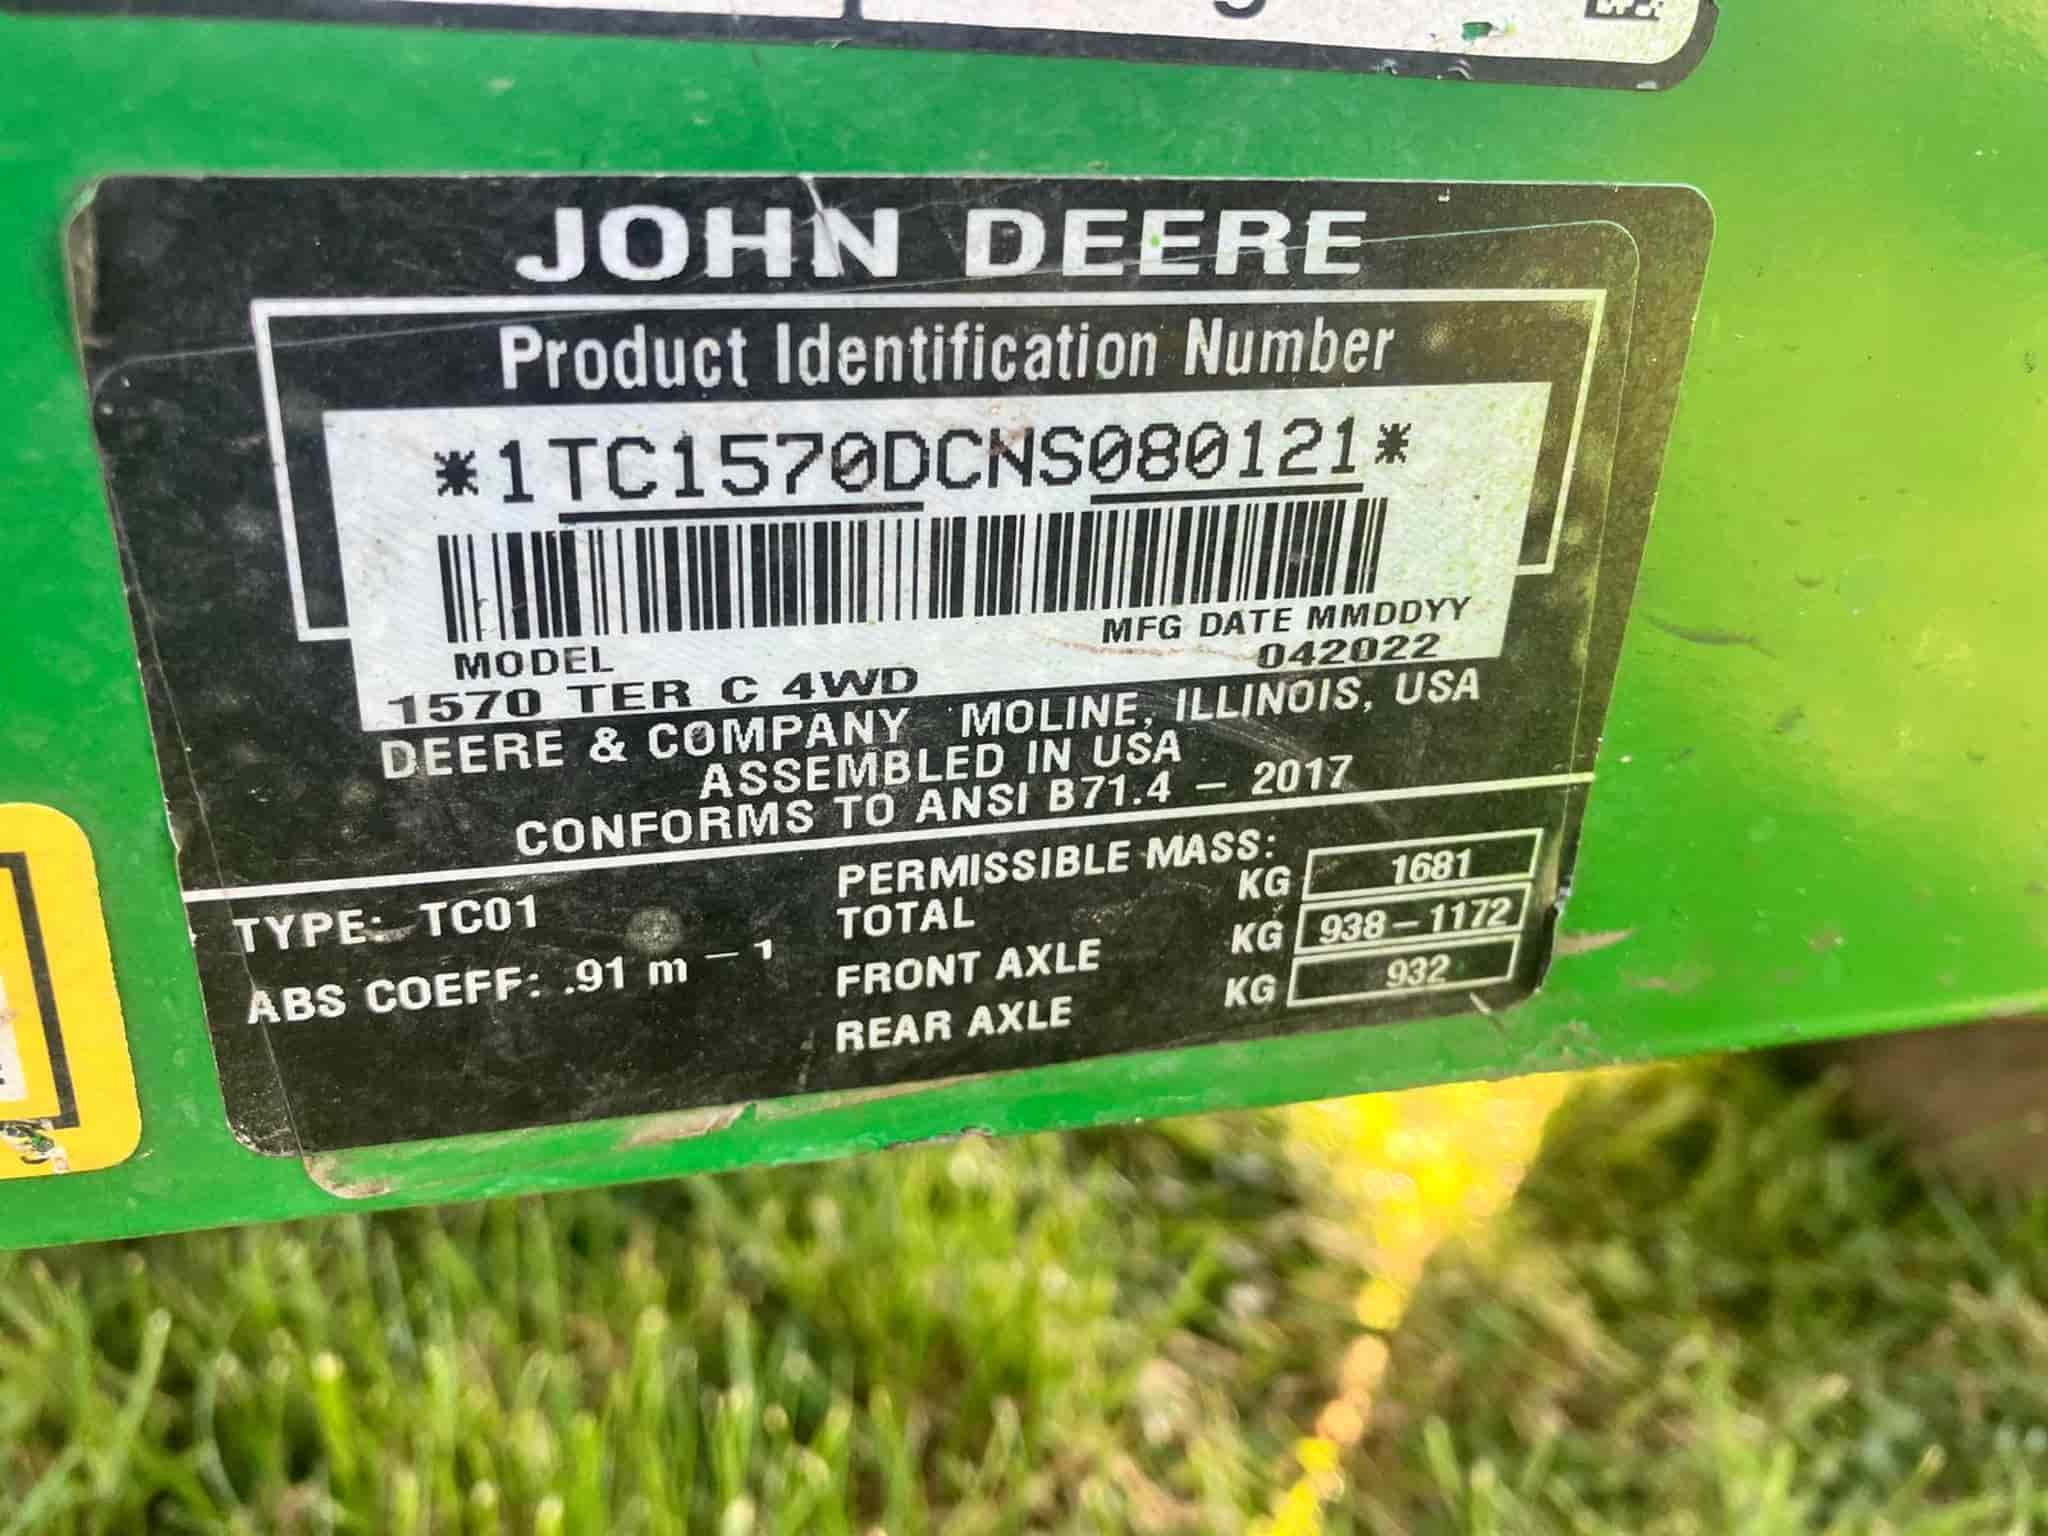 JOHN DEERE
Product Identification Number
*1TC1570DCNS080121*
MODEL MFG DATE MMDDYY
1570 TER C 4WD 042022
DEERE & COMPANY MOLINE, ILLINOIS, USA
ASSEMBLED IN USA
CONFORMS TO ANSI B71.4 – 2017
TYPE: TC01
ABS COEFF: .91 m – 1
PERMISSIBLE MASS:
TOTAL KG 1681
FRONT AXLE KG 938–1172
REAR AXLE KG 932